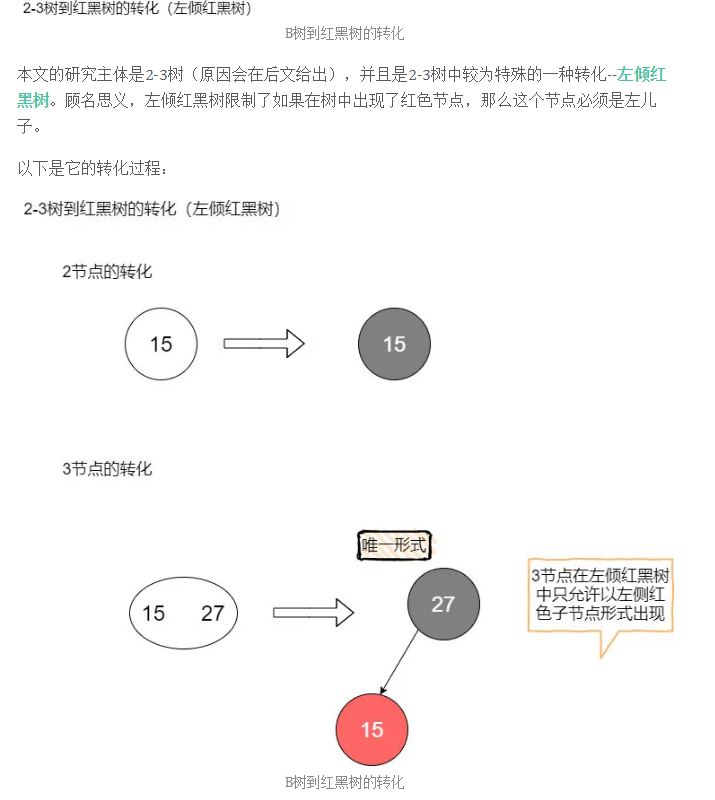 2-3树到红黑树的转化（左倾红黑树）
B树到红黑树的转化
本文的研究主体是2-3树（原因会在后文给出），并且是2-3树中较为特殊的一种转化--左倾红
黑树。顾名思义，左倾红黑树限制了如果在树中出现了红色节点，那么这个节点必须是左儿
子。
以下是它的转化过程：
2-3树到红黑树的转化（左倾红黑树）
2节点的转化
15
15
3节点的转化
唯一形式
15 27
27
3节点在左倾红黑树
中只允许以左侧红
色子节点形式出现
15
B树到红黑树的转化